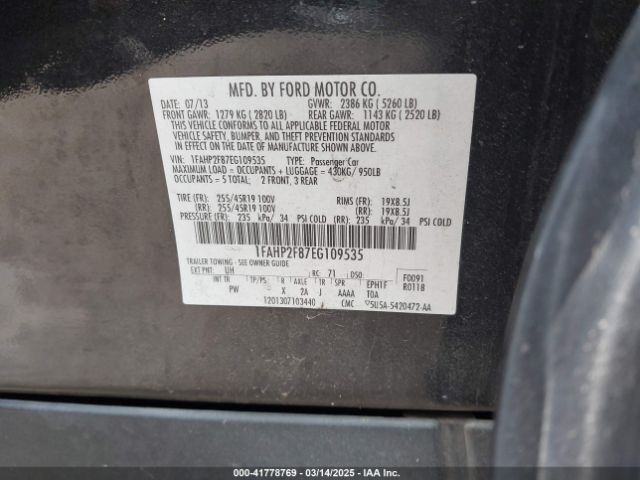 MFD. BY FORD MOTOR CO.
DATE: 07/13 GVWR: 2386 KG ( 5260 LB)
FRONT GAWR: 1279 KG ( 2820 LB) REAR GAWR: 1143 KG ( 2520 LB)
THIS VEHICLE CONFORMS TO ALL APPLICABLE FEDERAL MOTOR
VEHICLE SAFETY, BUMPER, AND THEFT PREVENTION STANDARDS
IN EFFECT ON THE DATE OF MANUFACTURE SHOWN ABOVE.
VIN: 1FAHP2F87EG109535 TYPE: Passenger Car
MAXIMUM LOAD = OCCUPANTS + LUGGAGE = 430KG/ 950LB
OCCUPANTS = 5 TOTAL: 2 FRONT, 3 REAR
TIRE (FR): 255/45R19 100V RIMS (FR): 19X8.5J
(RR): 255/45R19 100V (RR): 19X8.5J
PRESSURE (FR): 235 kPa/ 34 PSI COLD (RR): 235 kPa/ 34 PSI COLD
1FAHP2F87EG109535
TRAILER TOWING - SEE OWNER GUIDE
EXT PNT: UH RC: 71 DSO: F0091
INT TR TP/PS R AXLE TR SPR EPH1F R0118
PW X 2A J AAAA TOA
1201307103440 CMC 5U5A-5420472-AA
000-41778769 03/14/2025 IAA Inc.